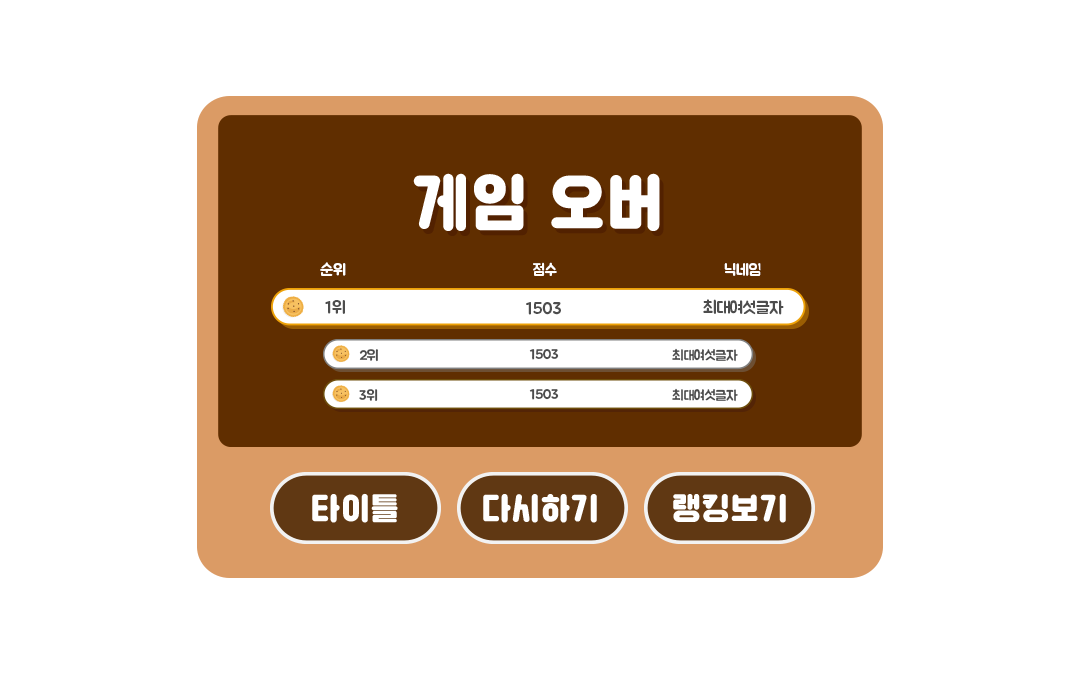 게임 오버
순위 점수 닉네임
1위 1503 최대여섯글자
2위 1503 최대여섯글자
3위 1503 최대여섯글자
타이틀 다시하기 랭킹보기